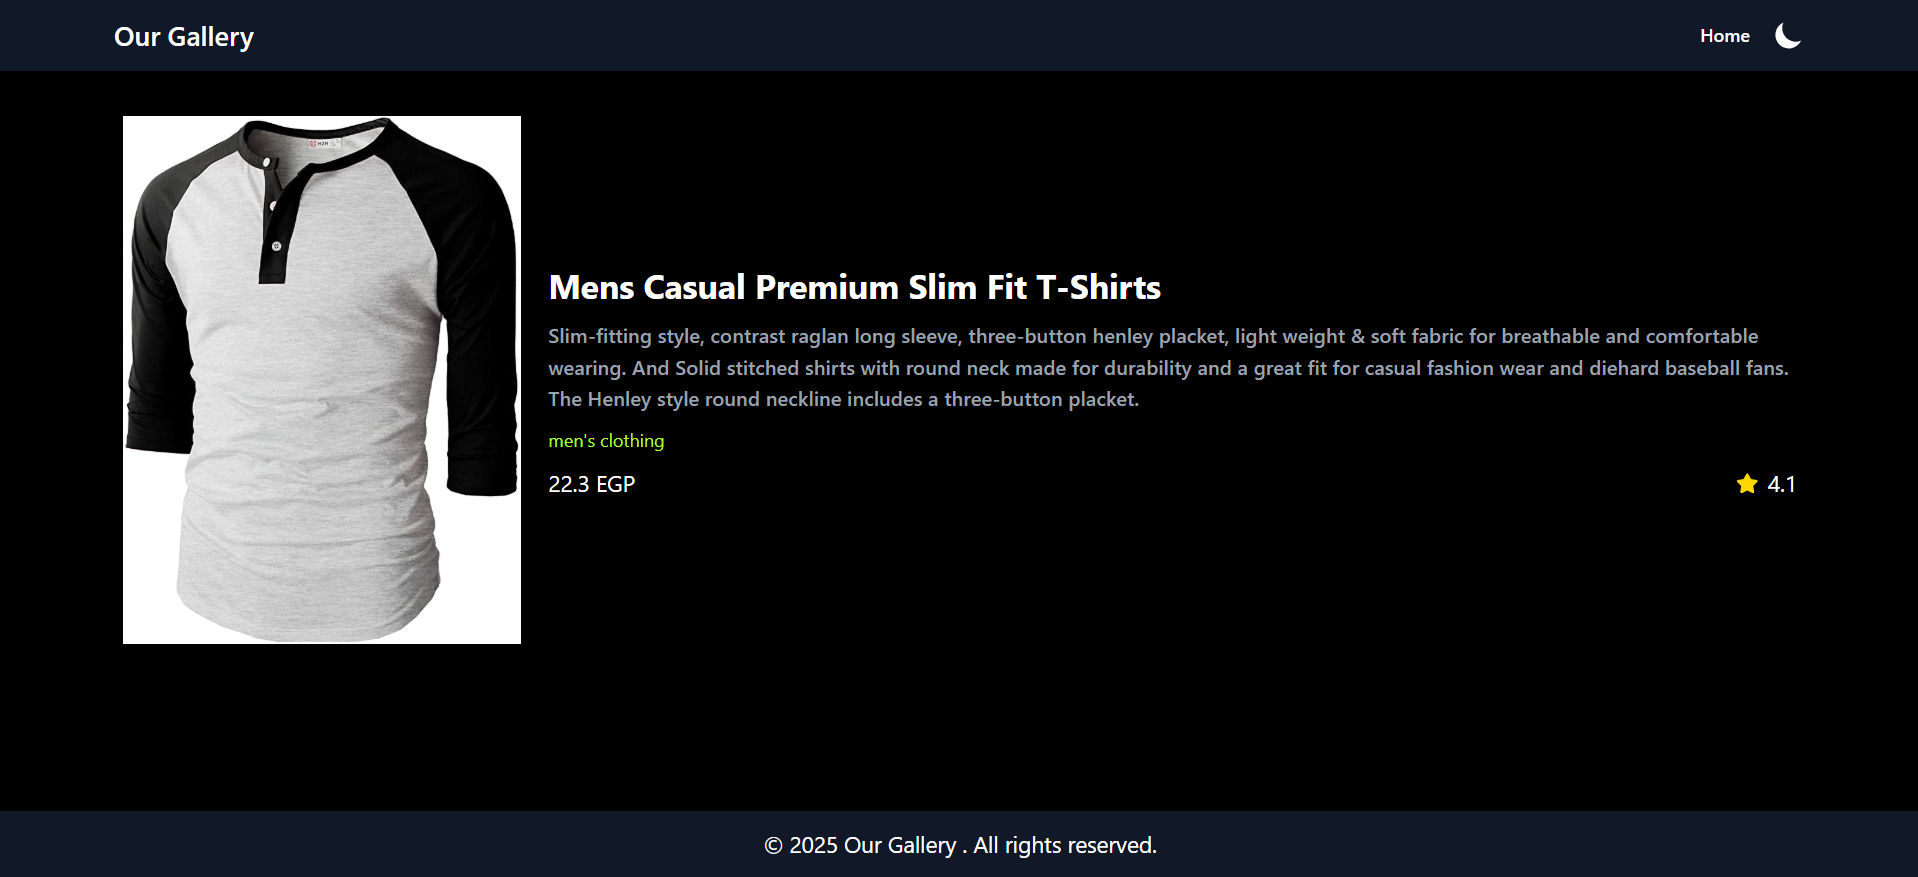 Our Gallery
Home
Mens Casual Premium Slim Fit T-Shirts
Slim-fitting style, contrast raglan long sleeve, three-button henley placket, light weight & soft fabric for breathable and comfortable
wearing. And Solid stitched shirts with round neck made for durability and a great fit for casual fashion wear and diehard baseball fans.
The Henley style round neckline includes a three-button placket.
men's clothing
22.3 EGP
4.1
© 2025 Our Gallery . All rights reserved.